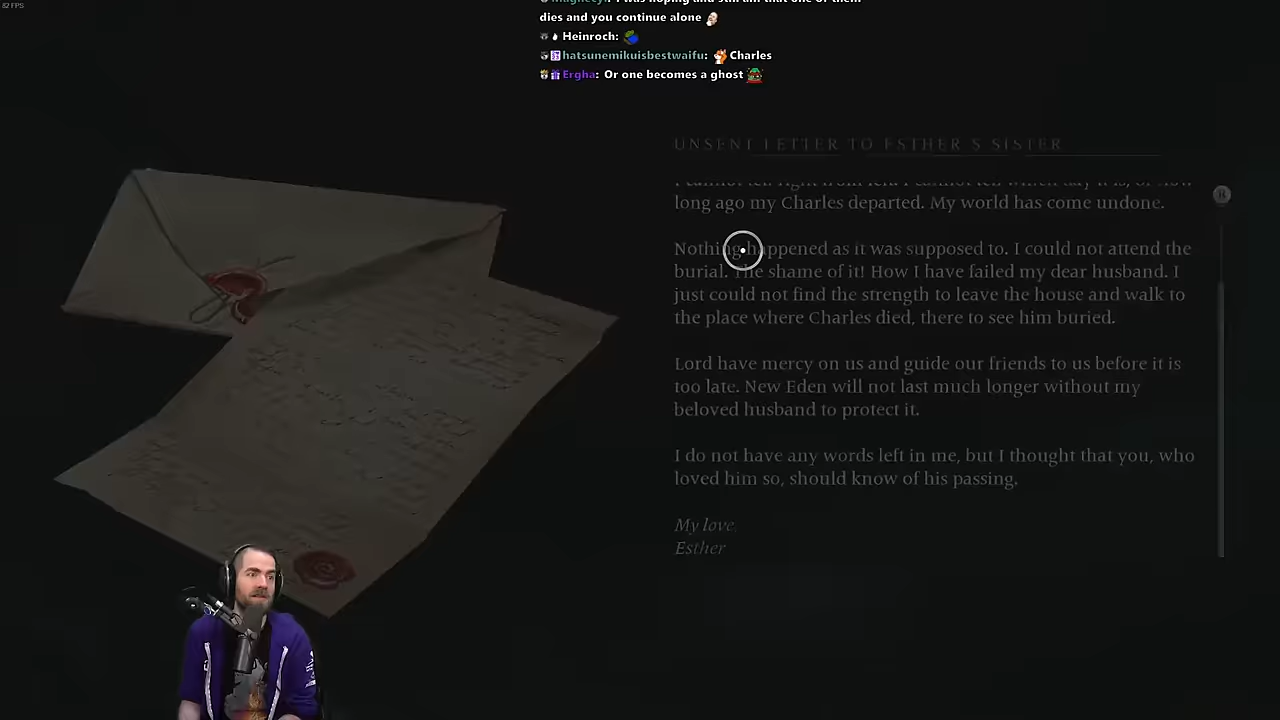 82 FPS
dies and you continue alone
Heinroch:
hatsunemikuisbestwaifu: Charles
Ergha: Or one becomes a ghost
UNSENT LETTER TO ESTHER'S SISTER
long ago my Charles departed. My world has come undone.
Nothing happened as it was supposed to. I could not attend the
burial. The shame of it! How I have failed my dear husband. I
just could not find the strength to leave the house and walk to
the place where Charles died, there to see him buried.
Lord have mercy on us and guide our friends to us before it is
too late. New Eden will not last much longer without my
beloved husband to protect it.
I do not have any words left in me, but I thought that you, who
loved him so, should know of his passing.
My love,
Esther